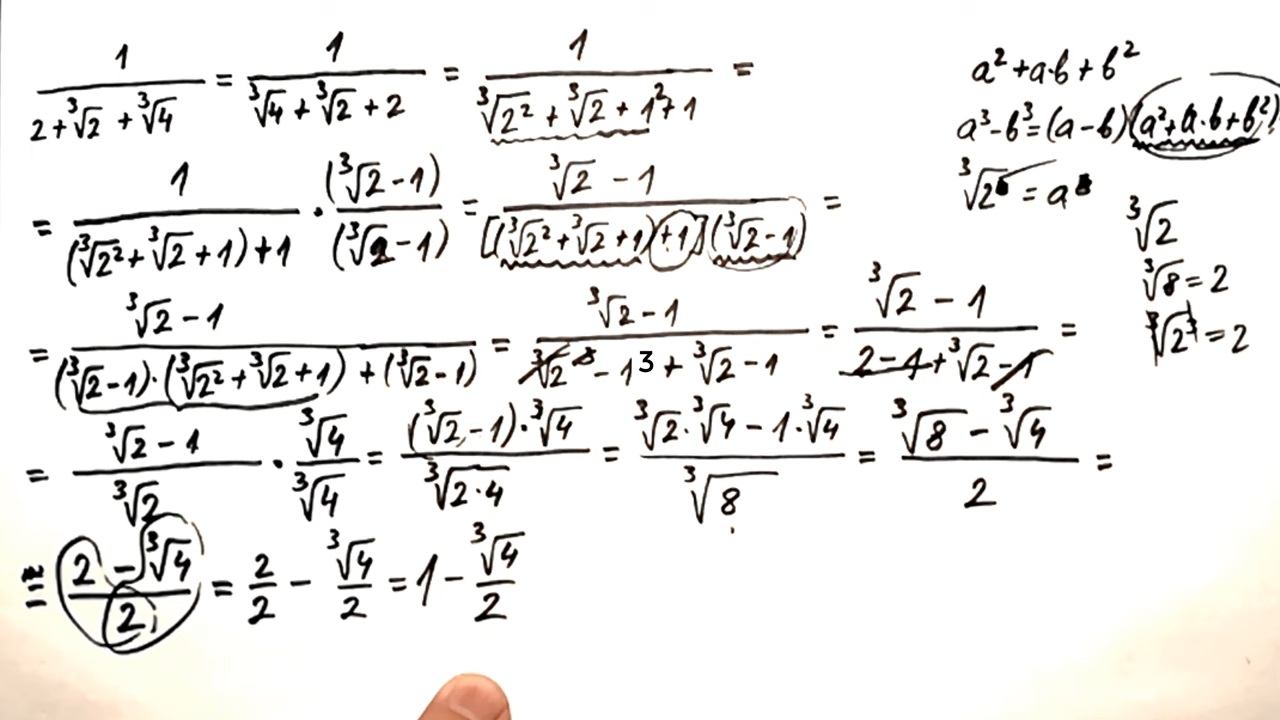 1/(2+∛2+∛4) = 1/(∛4+∛2+2) = 1/(∛2²+∛2+1²+1) =
a²+a·b+b²
a³-b³=(a-b)(a²+a·b+b²)
= 1/((∛2²+∛2+1)+1) · (∛2-1)/(∛2-1) = (∛2-1)/([(∛2²+∛2+1)+1](∛2-1)) =
∛2
∛8=2
∛2³=2
= (∛2-1)/((∛2-1)·(∛2²+∛2+1)+(∛2-1)) = (∛2-1)/(∛2³-1³+∛2-1) = (∛2-1)/(2-1+∛2-1) =
= (∛2-1)/∛2 · ∛4/∛4 = ((∛2-1)·∛4)/∛(2·4) = (∛2·∛4-1·∛4)/∛8 = (∛8-∛4)/2 =
= (2-∛4)/2 = 2/2 - ∛4/2 = 1 - ∛4/2